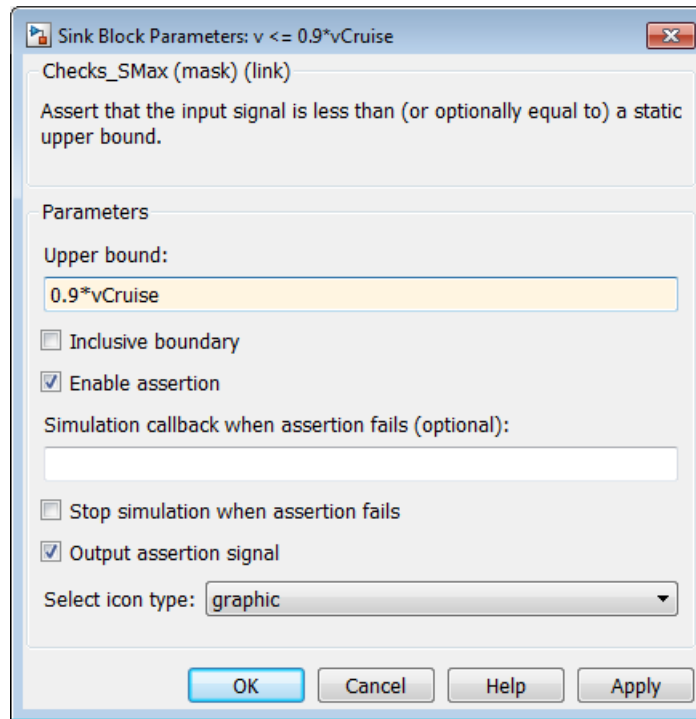 Sink Block Parameters: v <= 0.9*vCruise
Checks_SMax (mask) (link)
Assert that the input signal is less than (or optionally equal to) a static
upper bound.
Parameters
Upper bound:
0.9*vCruise
Inclusive boundary
Enable assertion
Simulation callback when assertion fails (optional):
Stop simulation when assertion fails
Output assertion signal
Select icon type: graphic
OK Cancel Help Apply